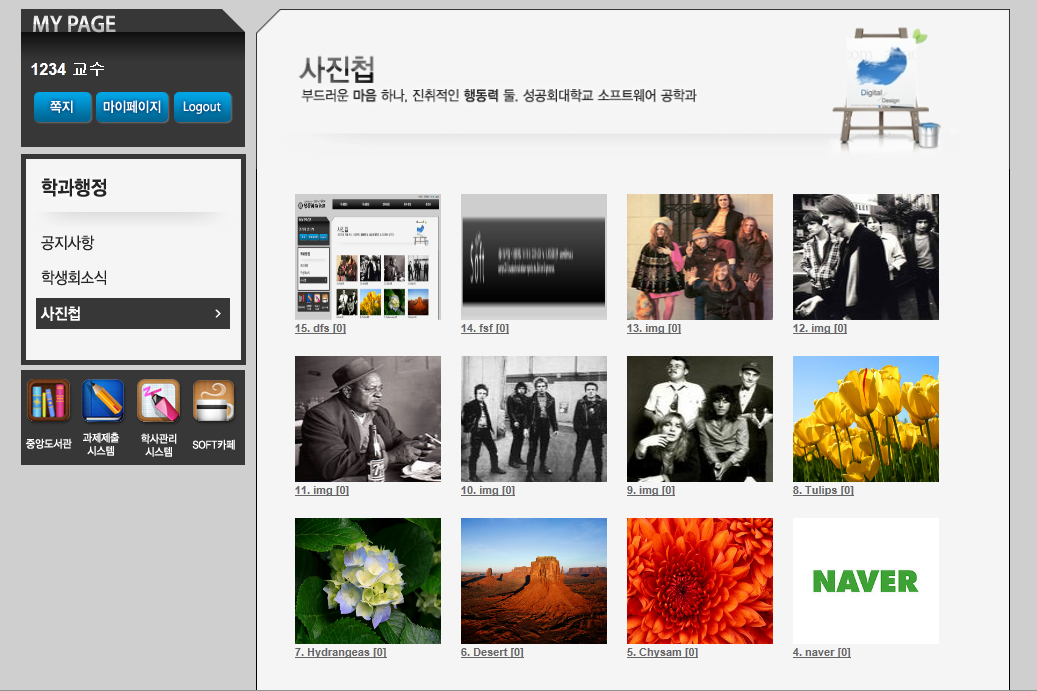 MY PAGE
1234 교수
쪽지 마이페이지 Logout
학과행정
공지사항
학생회소식
사진첩
중앙도서관
과제제출
시스템
학사관리
시스템
SOFT카페
사진첩
부드러운 마음 하나, 진취적인 행동력 둘. 성공회대학교 소프트웨어 공학과
Digital
Design
soft
15. dfs [0]
14. fsf [0]
13. img [0]
12. img [0]
11. img [0]
10. img [0]
9. img [0]
8. Tulips [0]
NAVER
7. Hydrangeas [0]
6. Desert [0]
5. Chysam [0]
4. naver [0]